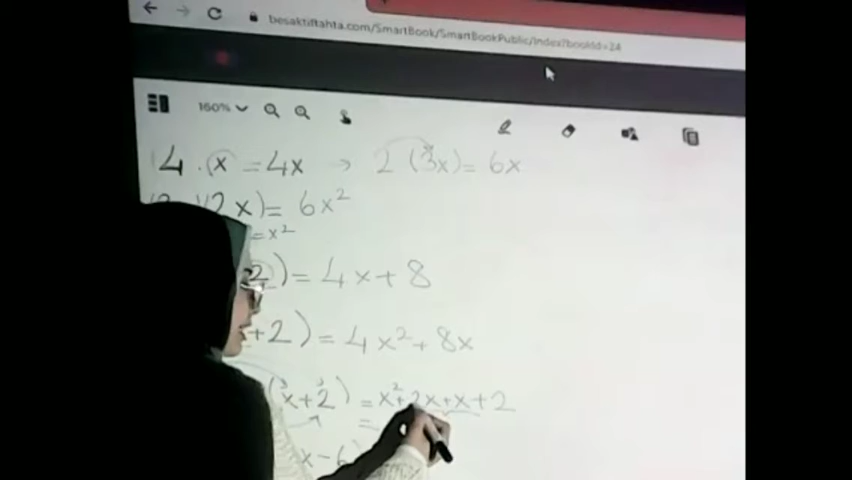 besaktiftahta.com/SmartBook/SmartBookPublic/Index?bookId=24
160%
4 . (x = 4x → 2 (3x) = 6x
2x) = 6x²
= x²
2) = 4x + 8
+2) = 4x² + 8x
(x+2) = x² + 2x + x + 2
=
x - 6